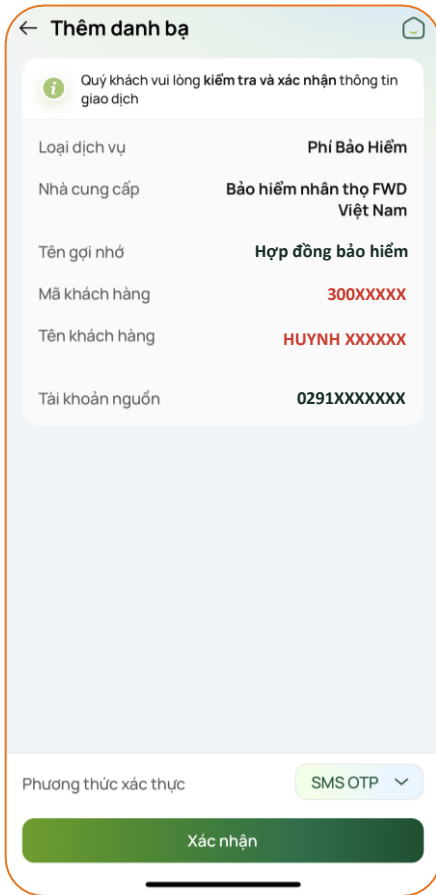 Thêm danh bạ
Quý khách vui lòng kiểm tra và xác nhận thông tin
giao dịch
Loại dịch vụ Phí Bảo Hiểm
Nhà cung cấp Bảo hiểm nhân thọ FWD
Việt Nam
Tên gợi nhớ Hợp đồng bảo hiểm
Mã khách hàng 300XXXXX
Tên khách hàng HUYNH XXXXXX
Tài khoản nguồn 0291XXXXXXX
Phương thức xác thực SMS OTP
Xác nhận